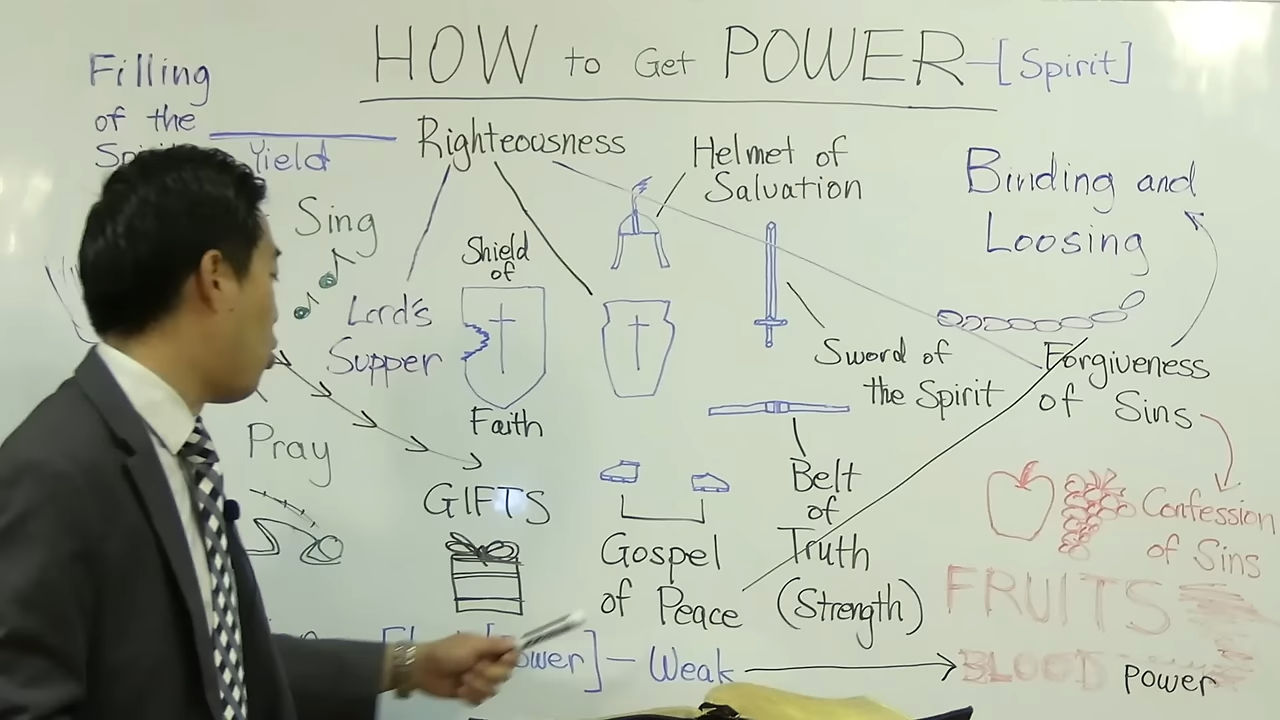 HOW to Get POWER-[Spirit]
Filling
of the
Yield
Sing
Righteousness
Helmet of
Salvation
Binding and
Loosing
Shield
of
Faith
Lord's
Supper
Sword of
the Spirit
Forgiveness
of Sins
Pray
GIFTS
Belt
of
Truth
(Strength)
Gospel
of Peace
Confession
of Sins
FRUITS
ower] - Weak
BLOOD Power